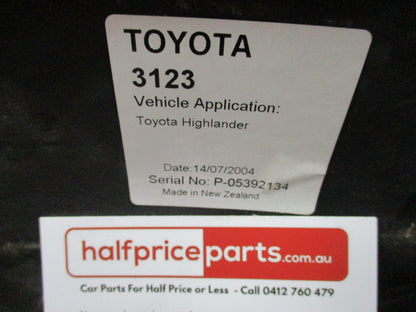 TOYOTA
3123
Vehicle Application:
Toyota Highlander
Date:14/07/2004
Serial No: P-05392134
Made in New Zealand
halfpriceparts.com.au
Car Parts For Half Price or Less - Call 0412 760 479